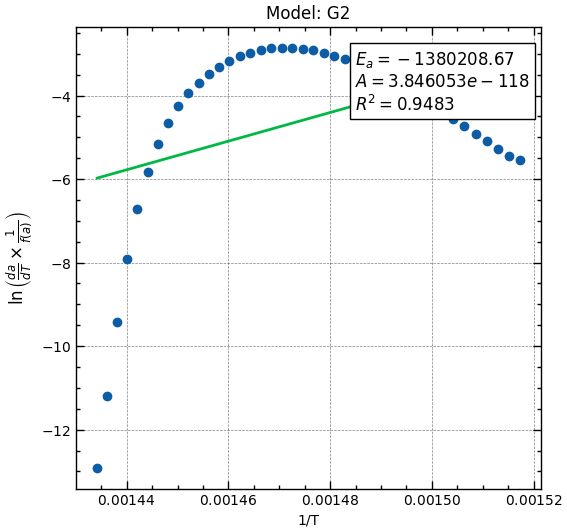 Model: G2
E_a = −1380208.67
A = 3.846053e − 118
R^2 = 0.9483
ln(da/dT × 1/f(a))
−4
−6
−8
−10
−12
0.00144
0.00146
0.00148
0.00150
0.00152
1/T